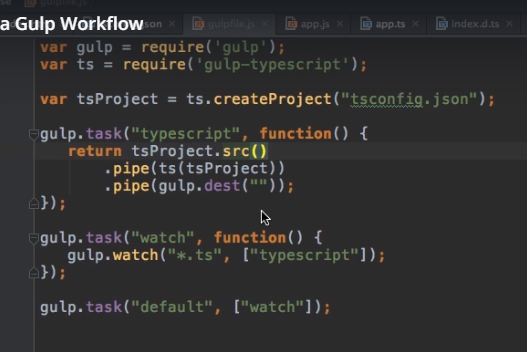 a Gulp Workflow
json gulpfile.js app.js app.ts index.d.ts
var gulp = require('gulp');
var ts = require('gulp-typescript');
var tsProject = ts.createProject("tsconfig.json");
gulp.task("typescript", function() {
return tsProject.src()
.pipe(ts(tsProject))
.pipe(gulp.dest(""));
});
gulp.task("watch", function() {
gulp.watch("*.ts", ["typescript"]);
});
gulp.task("default", ["watch"]);